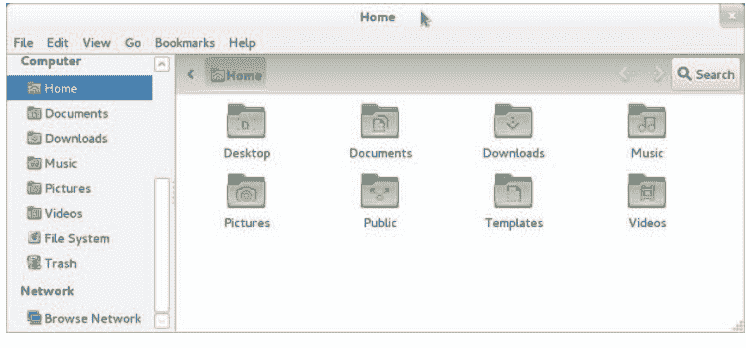 Home
File Edit View Go Bookmarks Help
Computer
Home
Documents
Downloads
Music
Pictures
Videos
File System
Trash
Network
Browse Network
Home
Search
Desktop Documents Downloads Music
Pictures Public Templates Videos